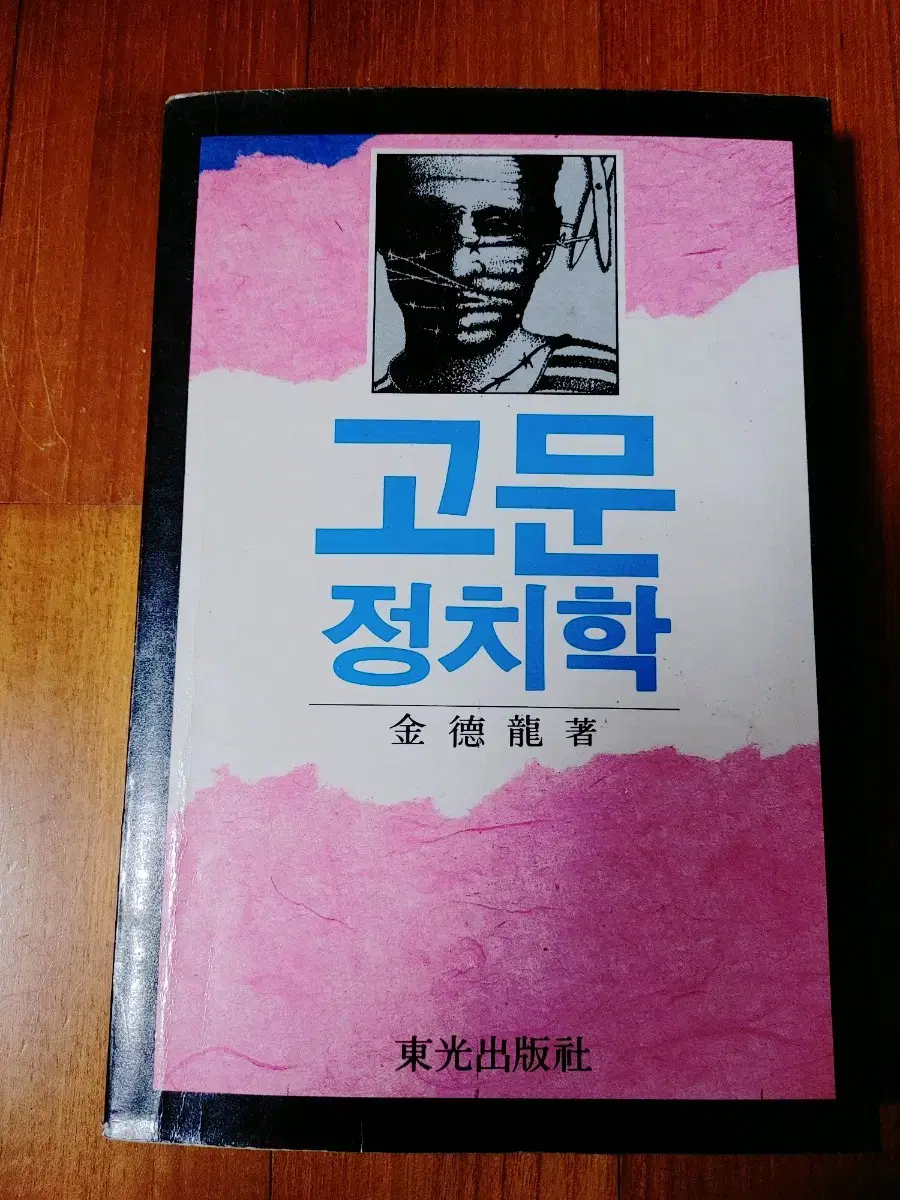 고문
정치학
金德龍 著
東光出版社